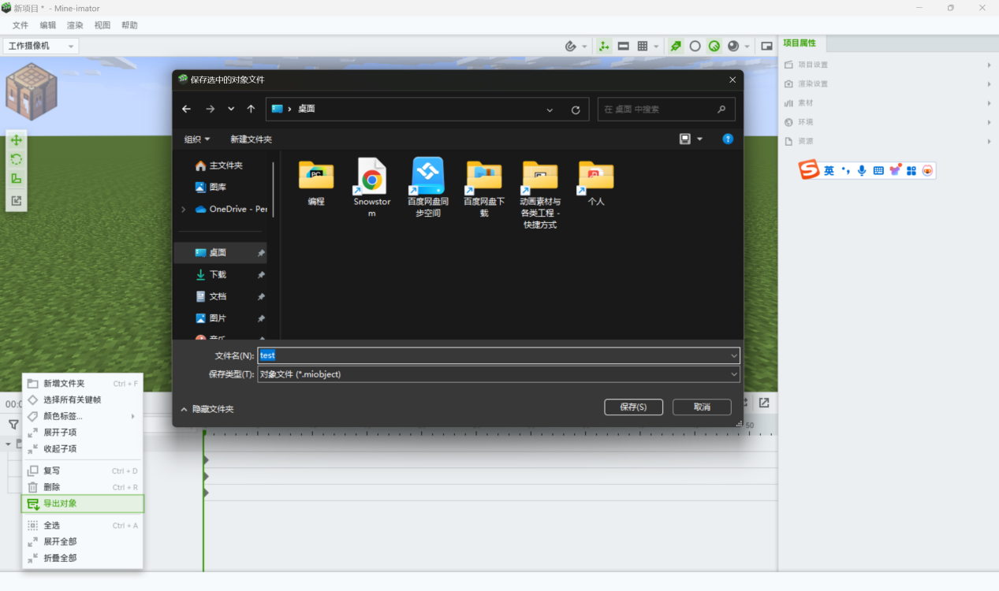 新项目 * - Mine-imator
文件 编辑 渲染 视图 帮助
工作摄像机
项目属性
项目设置
渲染设置
素材
环境
资源
英
保存选中的对象文件
桌面
在 桌面 中搜索
组织
新建文件夹
主文件夹
图库
OneDrive - Per
桌面
下载
文档
图片
音乐
PC
编程
Snowstor
m
百度网盘同
步空间
百度网盘下
载
动画素材与
各类工程 -
快捷方式
个人
文件名(N):
test
保存类型(T):
对象文件 (*.miobject)
隐藏文件夹
保存(S)
取消
00:0
50
新增文件夹 Ctrl + F
选择所有关键帧
颜色标签...
展开子项
收起子项
复写 Ctrl + D
删除 Ctrl + R
导出对象
全选 Ctrl + A
展开全部
折叠全部